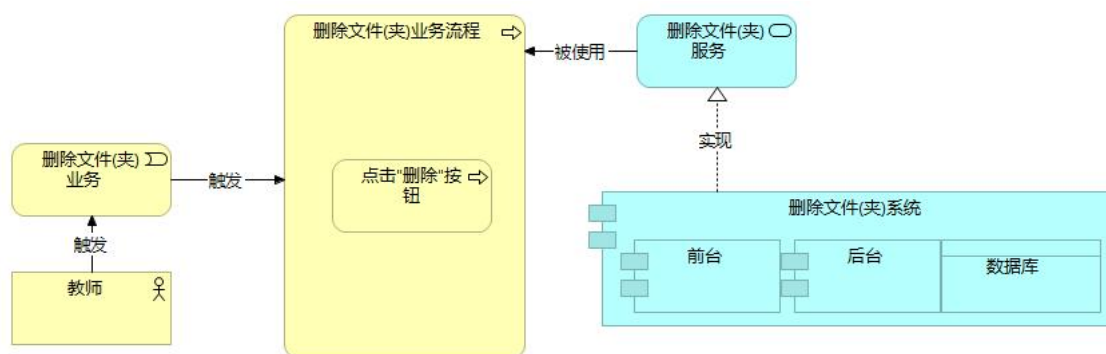 删除文件(夹)业务流程
删除文件(夹)
服务
被使用
实现
删除文件(夹)
业务
触发
点击"删除"按
钮
触发
教师
删除文件(夹)系统
前台
后台
数据库